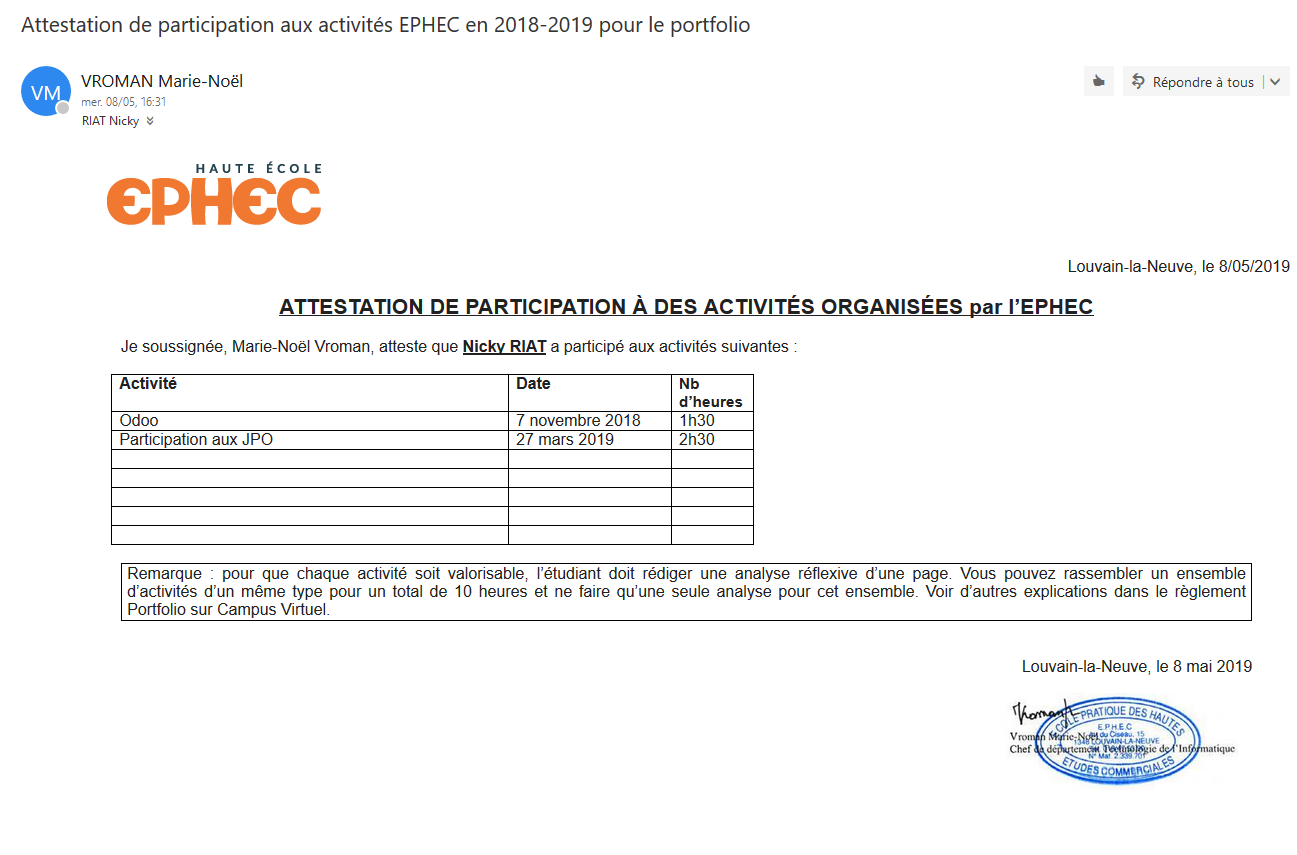 Attestation de participation aux activités EPHEC en 2018-2019 pour le portfolio
VM
VROMAN Marie-Noël
mer. 08/05, 16:31
RIAT Nicky
Répondre à tous
HAUTE ÉCOLE
EPHEC
Louvain-la-Neuve, le 8/05/2019
ATTESTATION DE PARTICIPATION À DES ACTIVITÉS ORGANISÉES par l’EPHEC
Je soussignée, Marie-Noël Vroman, atteste que Nicky RIAT a participé aux activités suivantes :
Activité Date Nb
d’heures
Odoo 7 novembre 2018 1h30
Participation aux JPO 27 mars 2019 2h30
Remarque : pour que chaque activité soit valorisable, l’étudiant doit rédiger une analyse réflexive d’une page. Vous pouvez rassembler un ensemble
d’activités d’un même type pour un total de 10 heures et ne faire qu’une seule analyse pour cet ensemble. Voir d’autres explications dans le règlement
Portfolio sur Campus Virtuel.
Louvain-la-Neuve, le 8 mai 2019
ECOLE PRATIQUE DES HAUTES
E.P.H.E.C
du Ciseau, 15
1348 LOUVAIN-LA-NEUVE
N° Mat. 2.339.701
ETUDES COMMERCIALES
Vroman Marie-Noël
Chef de département Technologie de l’Informatique